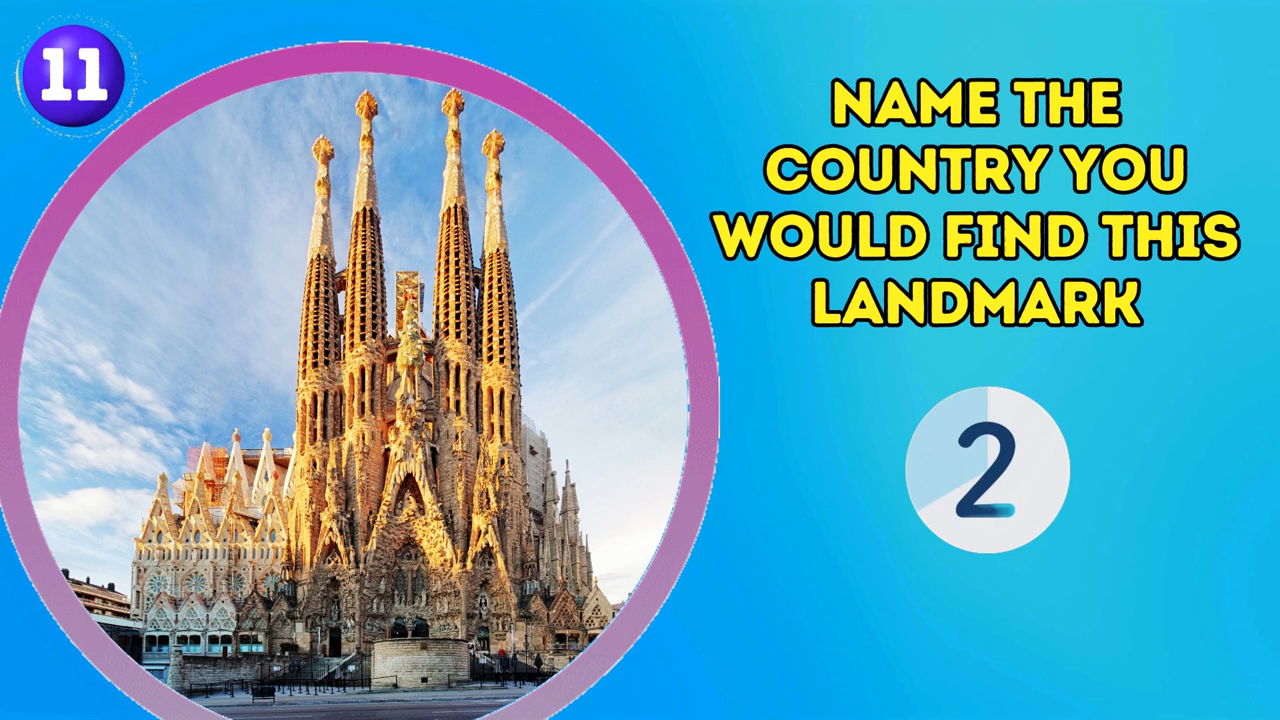 11
NAME THE
COUNTRY YOU
WOULD FIND THIS
LANDMARK
2